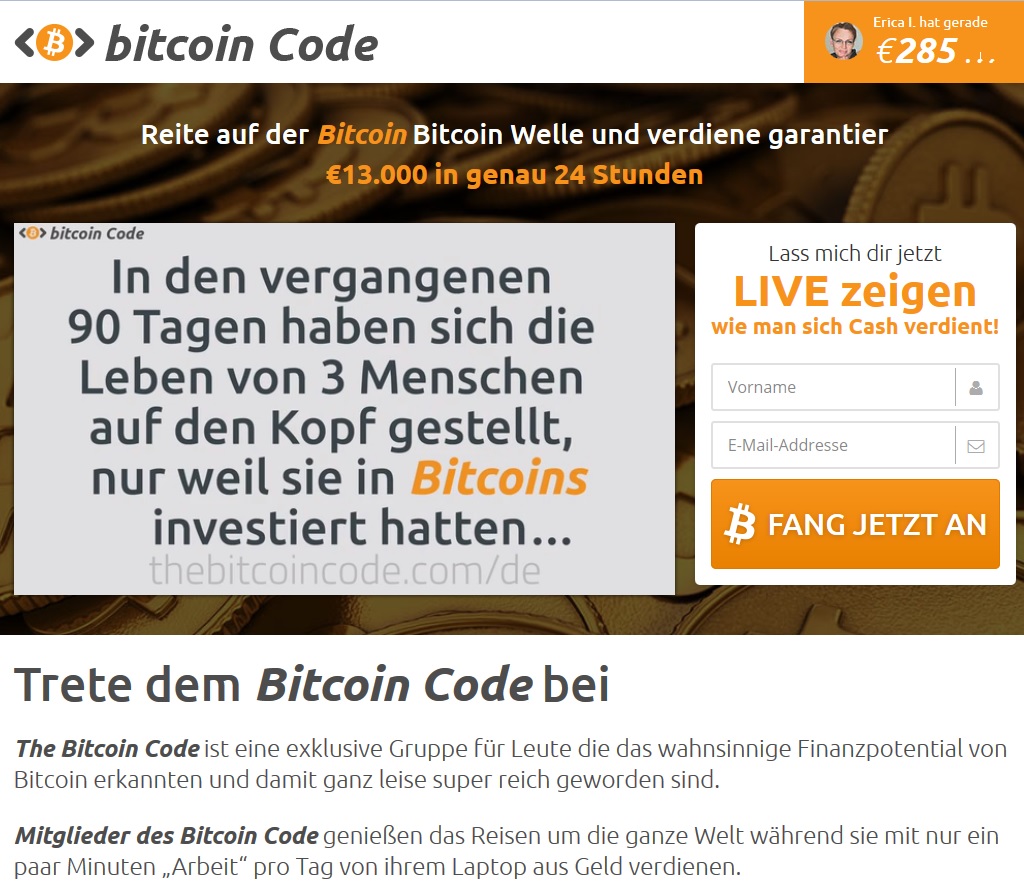 bitcoin Code
Erica I. hat gerade
€285 ...
Reite auf der Bitcoin Bitcoin Welle und verdiene garantier
€13.000 in genau 24 Stunden
bitcoin Code
In den vergangenen
90 Tagen haben sich die
Leben von 3 Menschen
auf den Kopf gestellt,
nur weil sie in Bitcoins
investiert hatten...
thebitcoincode.com/de
Lass mich dir jetzt
LIVE zeigen
wie man sich Cash verdient!
Vorname
E-Mail-Addresse
FANG JETZT AN
Trete dem Bitcoin Code bei
The Bitcoin Code ist eine exklusive Gruppe für Leute die das wahnsinnige Finanzpotential von
Bitcoin erkannten und damit ganz leise super reich geworden sind.
Mitglieder des Bitcoin Code genießen das Reisen um die ganze Welt während sie mit nur ein
paar Minuten „Arbeit“ pro Tag von ihrem Laptop aus Geld verdienen.